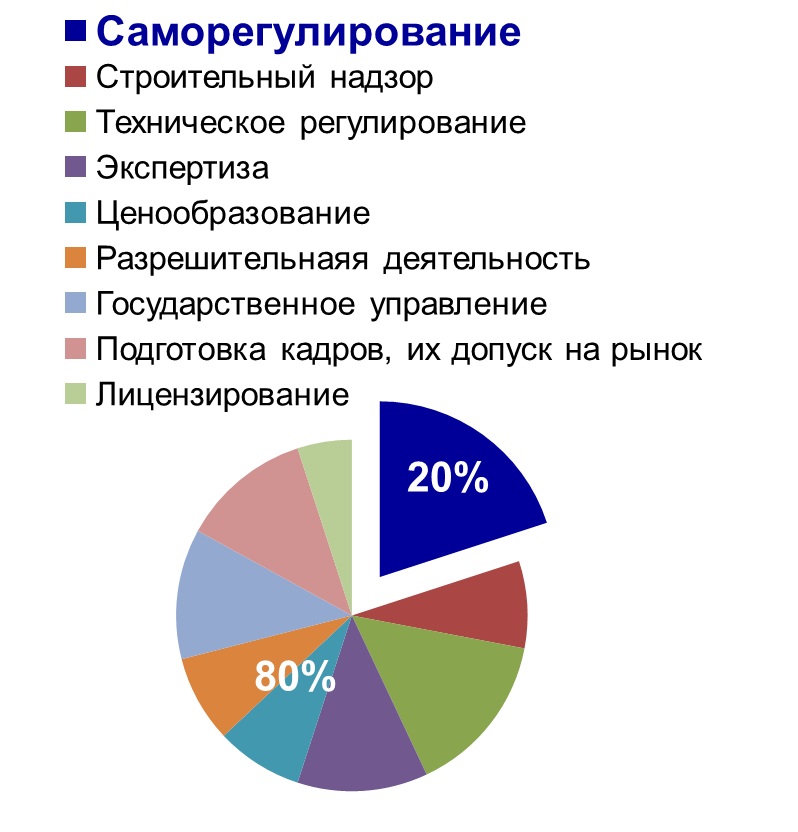 Саморегулирование
Строительный надзор
Техническое регулирование
Экспертиза
Ценообразование
Разрешительнаяя деятельность
Государственное управление
Подготовка кадров, их допуск на рынок
Лицензирование
20%
80%